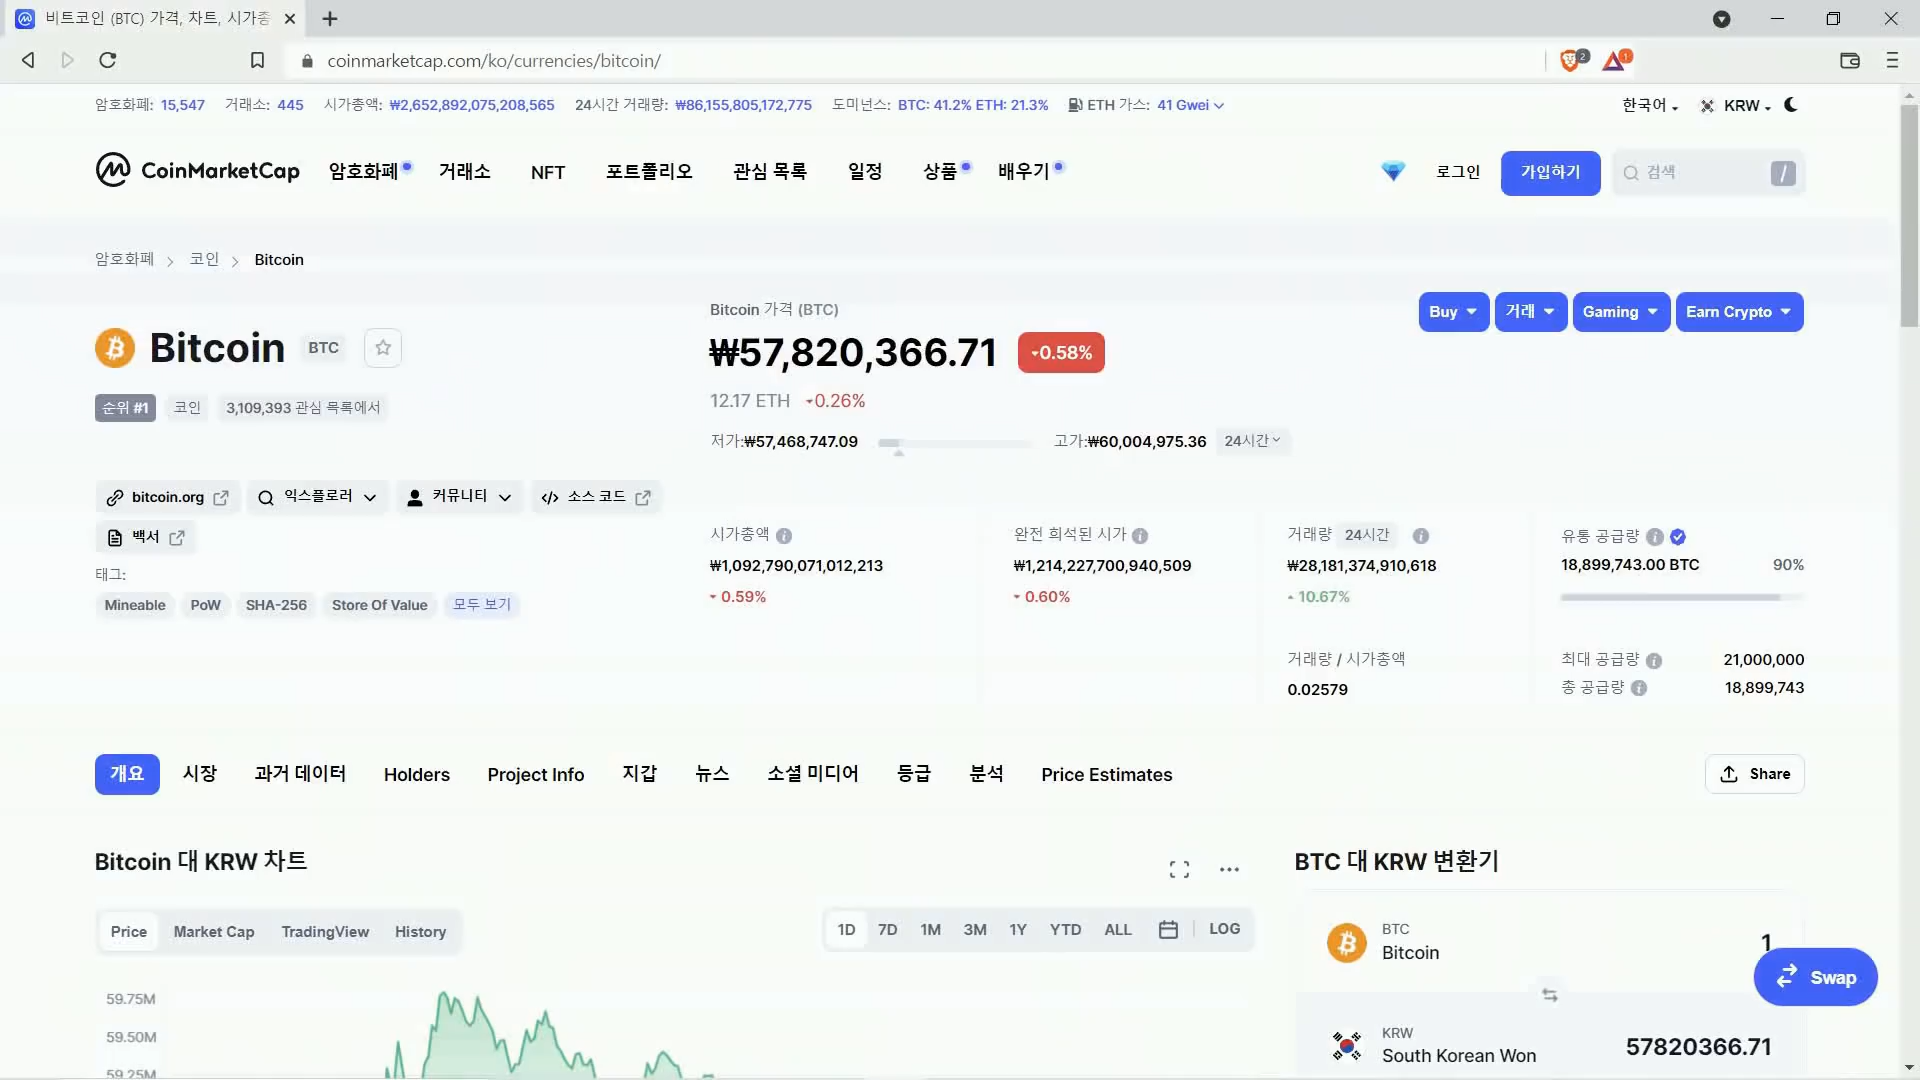 비트코인 (BTC) 가격, 차트, 시가총
coinmarketcap.com/ko/currencies/bitcoin/
2
1
암호화폐: 15,547 거래소: 445 시가총액: ₩2,652,892,075,208,565 24시간 거래량: ₩86,155,805,172,775 도미넌스: BTC: 41.2% ETH: 21.3% ETH 가스: 41 Gwei
한국어 KRW
CoinMarketCap 암호화폐 거래소 NFT 포트폴리오 관심 목록 일정 상품 배우기
로그인 가입하기 검색 /
암호화폐 > 코인 > Bitcoin
Bitcoin BTC
순위 #1 코인 3,109,393 관심 목록에서
bitcoin.org 익스플로러 커뮤니티 소스 코드
백서
태그:
Mineable PoW SHA-256 Store Of Value 모두 보기
Bitcoin 가격 (BTC)
₩57,820,366.71 0.58%
12.17 ETH 0.26%
저가:₩57,468,747.09 고가:₩60,004,975.36 24시간
Buy 거래 Gaming Earn Crypto
시가총액
₩1,092,790,071,012,213
0.59%
완전 희석된 시가
₩1,214,227,700,940,509
0.60%
거래량 24시간
₩28,181,374,910,618
10.67%
거래량 / 시가총액
0.02579
유통 공급량
18,899,743.00 BTC 90%
최대 공급량 21,000,000
총 공급량 18,899,743
개요 시장 과거 데이터 Holders Project Info 지갑 뉴스 소셜 미디어 등급 분석 Price Estimates
Share
Bitcoin 대 KRW 차트
Price Market Cap TradingView History
1D 7D 1M 3M 1Y YTD ALL LOG
59.75M
59.50M
59.25M
BTC 대 KRW 변환기
BTC
Bitcoin
1
Swap
KRW
South Korean Won
57820366.71